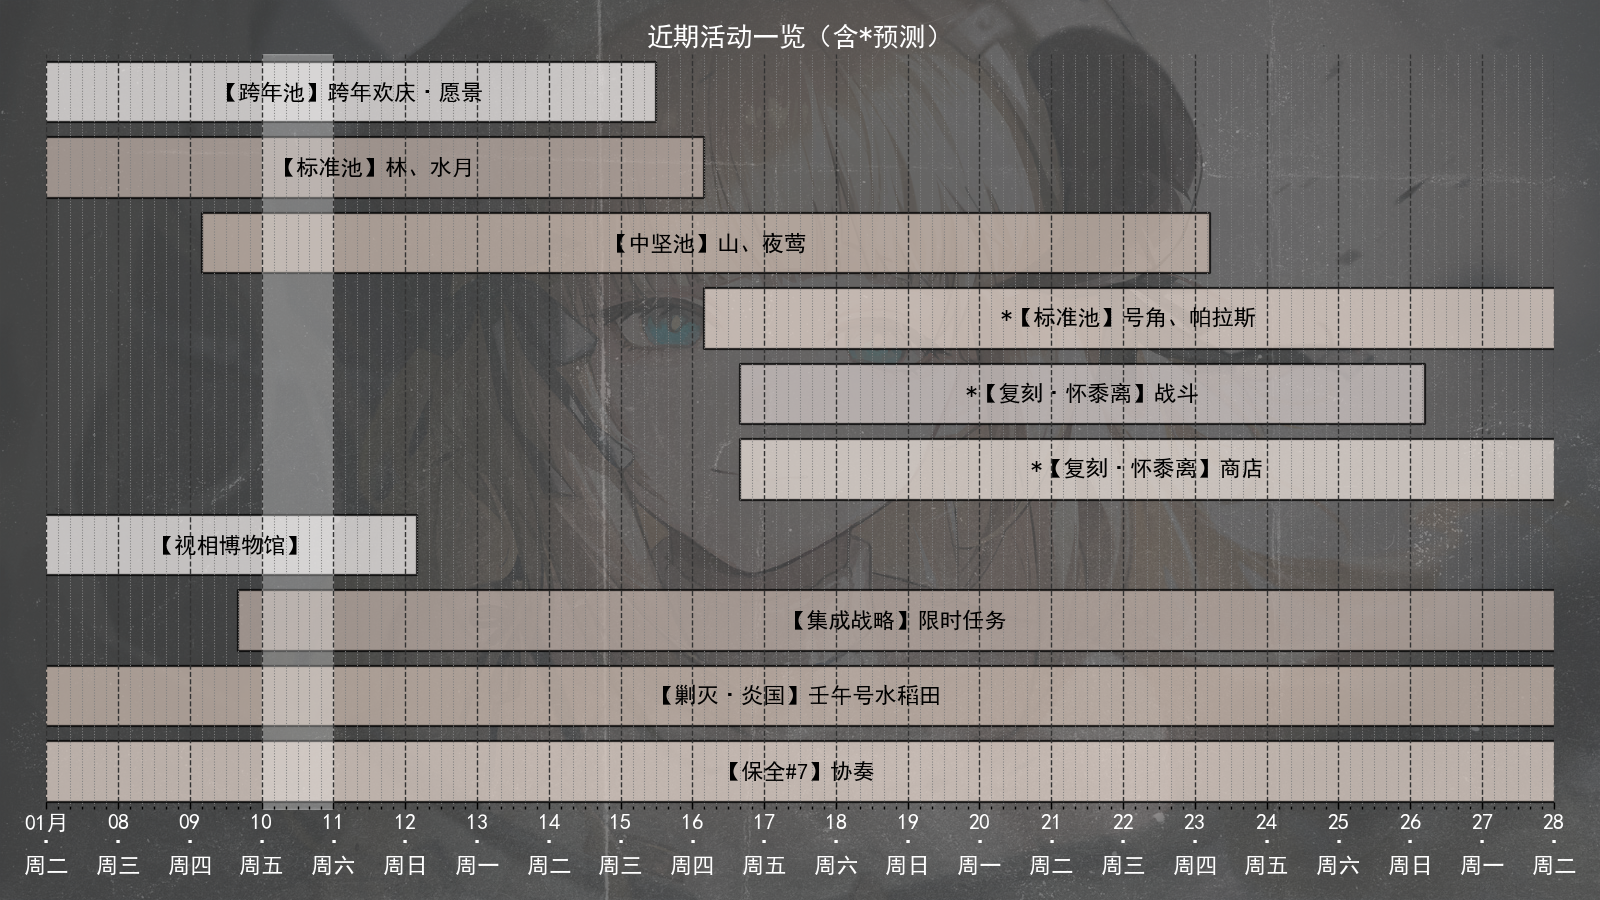 近期活动一览（含*预测）
【跨年池】跨年欢庆·愿景
【标准池】林、水月
【中坚池】山、夜莺
*【标准池】号角、帕拉斯
*【复刻·怀黍离】战斗
*【复刻·怀黍离】商店
【视相博物馆】
【集成战略】限时任务
【剿灭·炎国】壬午号水稻田
【保全#7】协奏
01月 08 09 10 11 12 13 14 15 16 17 18 19 20 21 22 23 24 25 26 27 28
周二 周三 周四 周五 周六 周日 周一 周二 周三 周四 周五 周六 周日 周一 周二 周三 周四 周五 周六 周日 周一 周二